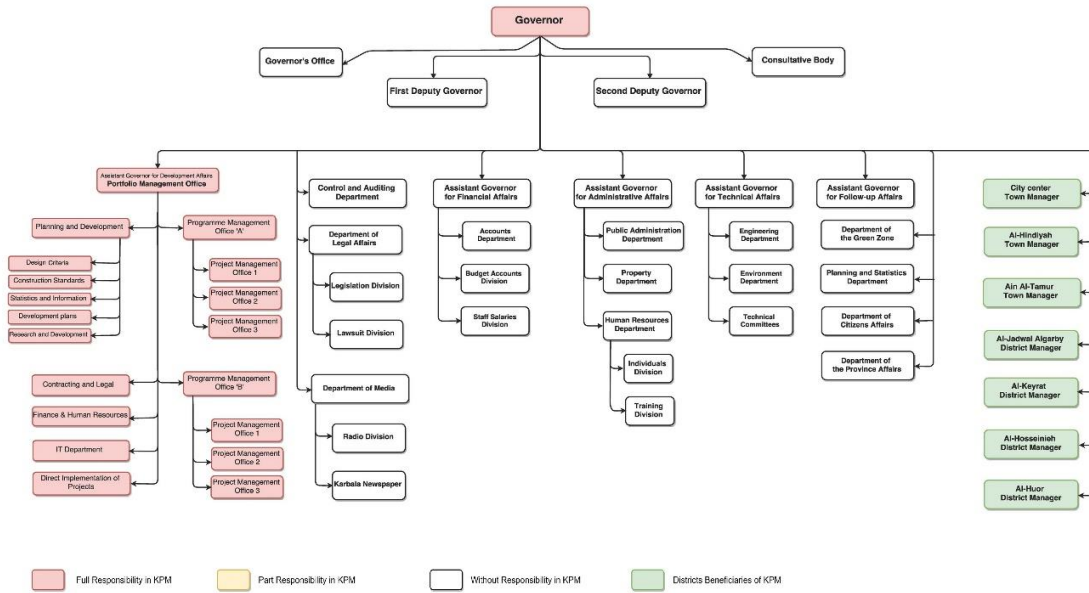 Governor
Governor's Office
Consultative Body
First Deputy Governor
Second Deputy Governor
Assistant Governor for Development Affairs
Portfolio Management Office
Planning and Development
Design Criteria
Construction Standards
Statistics and Information
Development plans
Research and Development
Programme Management
Office 'A'
Project Management
Office 1
Project Management
Office 2
Project Management
Office 3
Contracting and Legal
Finance & Human Resources
IT Department
Direct Implementation of
Projects
Programme Management
Office 'B'
Project Management
Office 1
Project Management
Office 2
Project Management
Office 3
Control and Auditing
Department
Department of
Legal Affairs
Legislation Division
Lawsuit Division
Department of Media
Radio Division
Karbala Newspaper
Assistant Governor
for Financial Affairs
Accounts
Department
Budget Accounts
Division
Staff Salaries
Division
Assistant Governor
for Administrative Affairs
Public Administration
Department
Property
Department
Human Resources
Department
Individuals
Division
Training
Division
Assistant Governor
for Technical Affairs
Engineering
Department
Environment
Department
Technical
Committees
Assistant Governor
for Follow-up Affairs
Department of
the Green Zone
Planning and Statistics
Department
Department of
Citizens Affairs
Department of
the Province Affairs
City center
Town Manager
Al-Hindiyah
Town Manager
Ain Al-Tamur
Town Manager
Al-Jadwal Algarby
District Manager
Al-Keyrat
District Manager
Al-Hosseinieh
District Manager
Al-Huor
District Manager
Full Responsibility in KPM
Part Responsibility in KPM
Without Responsibility in KPM
Districts Beneficiaries of KPM